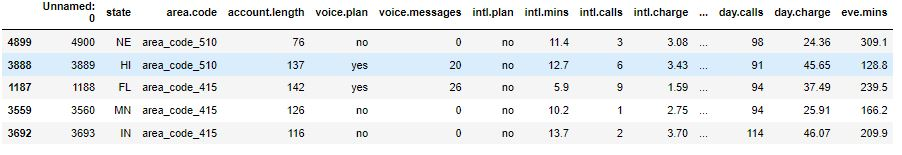 Unnamed: 0 state area.code account.length voice.plan voice.messages intl.plan intl.mins intl.calls intl.charge ... day.calls day.charge eve.mins
4899 4900 NE area_code_510 76 no 0 no 11.4 3 3.08 ... 98 24.36 309.1
3888 3889 HI area_code_510 137 yes 20 no 12.7 6 3.43 ... 91 45.65 128.8
1187 1188 FL area_code_415 142 yes 26 no 5.9 9 1.59 ... 94 37.49 239.5
3559 3560 MN area_code_415 126 no 0 no 10.2 1 2.75 ... 94 25.91 166.2
3692 3693 IN area_code_415 116 no 0 no 13.7 2 3.70 ... 114 46.07 209.9